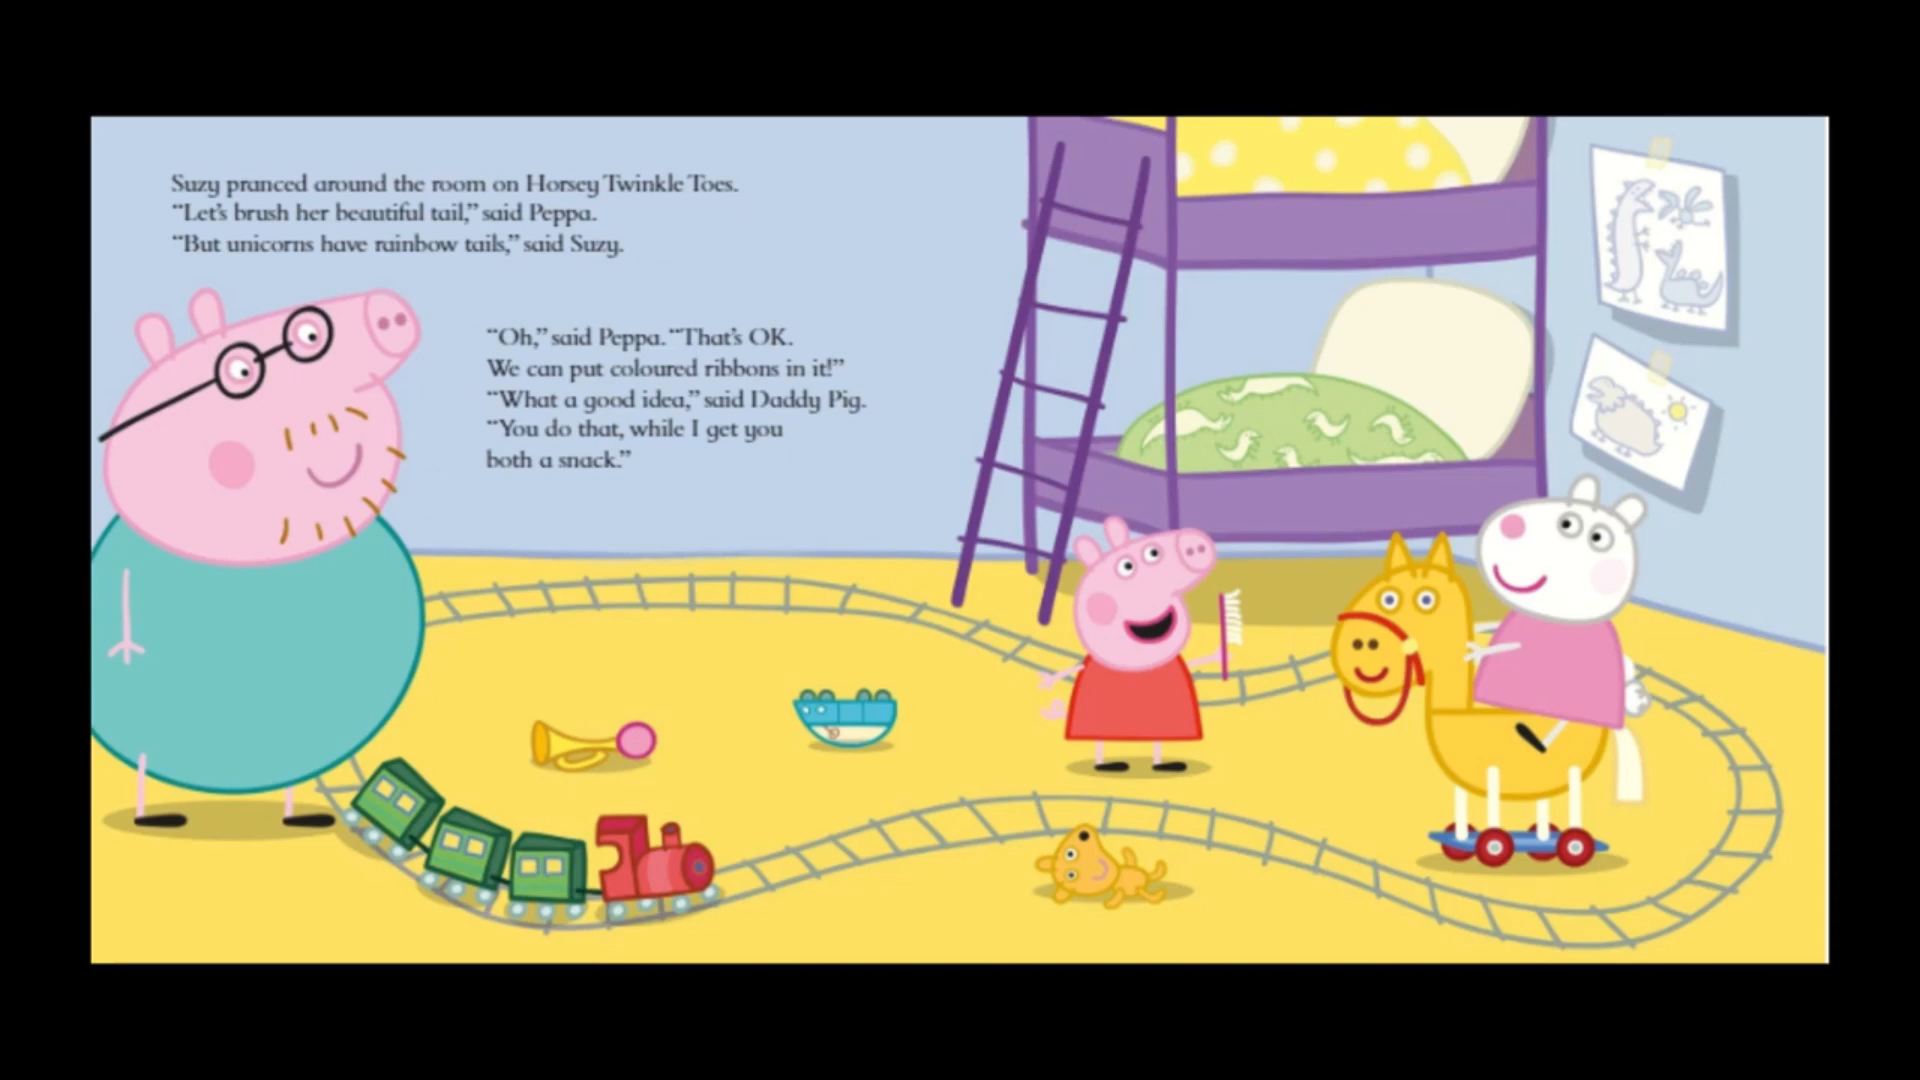 Suzy pranced around the room on Horsey Twinkle Toes.
“Let’s brush her beautiful tail,” said Peppa.
“But unicorns have rainbow tails,” said Suzy.
“Oh,” said Peppa. “That’s OK.
We can put coloured ribbons in it!”
“What a good idea,” said Daddy Pig.
“You do that, while I get you
both a snack.”